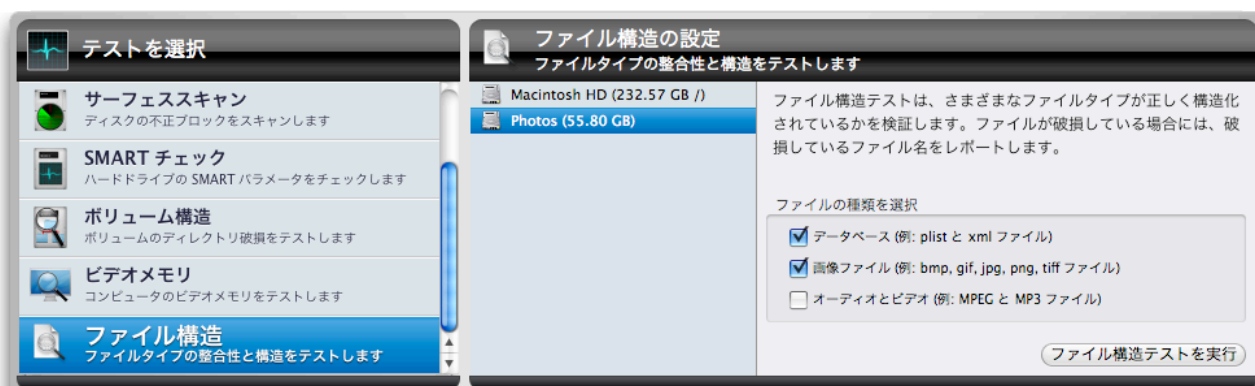 テストを選択
サーフェススキャン
ディスクの不正ブロックをスキャンします
SMART チェック
ハードドライブの SMART パラメータをチェックします
ボリューム構造
ボリュームのディレクトリ破損をテストします
ビデオメモリ
コンピュータのビデオメモリをテストします
ファイル構造
ファイルタイプの整合性と構造をテストします
ファイル構造の設定
ファイルタイプの整合性と構造をテストします
Macintosh HD (232.57 GB /)
Photos (55.80 GB)
ファイル構造テストは、さまざまなファイルタイプが正しく構造化
されているかを検証します。ファイルが破損している場合には、破
損しているファイル名をレポートします。
ファイルの種類を選択
データベース (例: plist と xml ファイル)
画像ファイル (例: bmp, gif, jpg, png, tiff ファイル)
オーディオとビデオ (例: MPEG と MP3 ファイル)
ファイル構造テストを実行